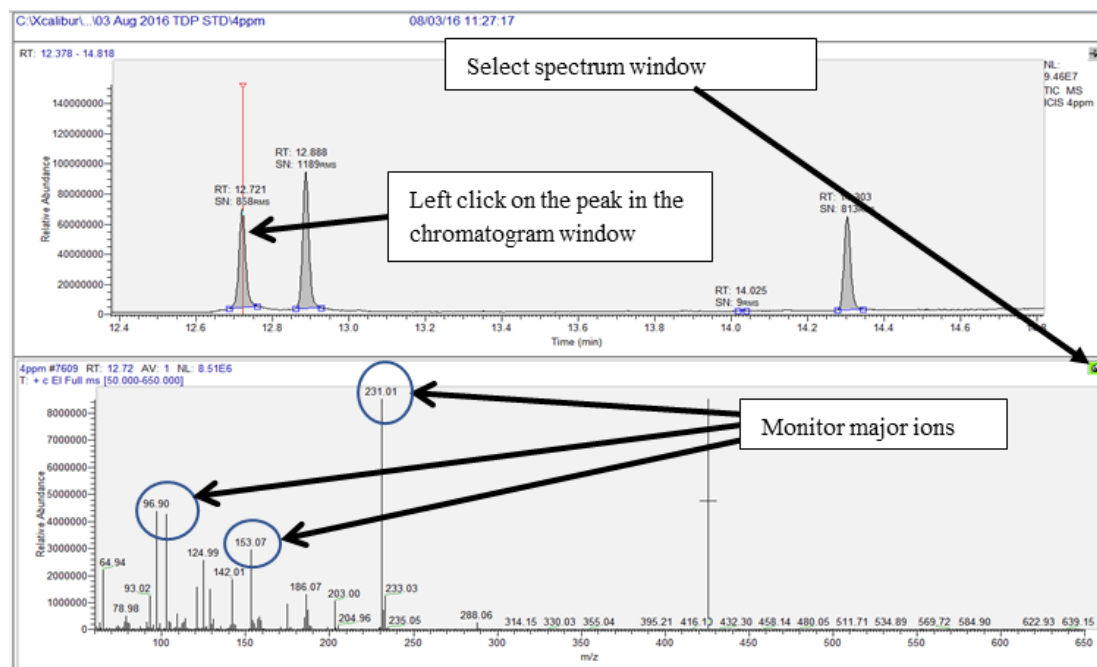 C:\Xcalibur\...\03 Aug 2016 TDP STD\4ppm 08/03/16 11:27:17
RT: 12.378 - 14.818
Select spectrum window
NL:
9.46E7
TIC MS
ICIS 4ppm
140000000
120000000
100000000
80000000
60000000
40000000
20000000
0
Relative Abundance
RT: 12.721
SN: 858RMS
RT: 12.888
SN: 1189RMS
Left click on the peak in the
chromatogram window
RT: 14.025
SN: 9RMS
SN: 813
12.4 12.6 12.8 13.0 13.2 13.4 13.6 13.8 14.0 14.2 14.4 14.6
Time (min)
4ppm #7609 RT: 12.72 AV: 1 NL: 8.51E6
T: + c EI Full ms [50.000-650.000]
8000000
7000000
6000000
5000000
4000000
3000000
2000000
1000000
0
Relative Abundance
231.01
Monitor major ions
96.90
153.07
64.94
124.99
142.01
93.02
186.07
203.00
233.03
78.98
204.96
235.05
288.06
314.15
330.03
355.04
395.21
432.30
458.14
480.05
511.71
534.89
569.72
584.90
622.93
639.15
100 150 200 250 300 350 400 450 500 550 600 650
m/z